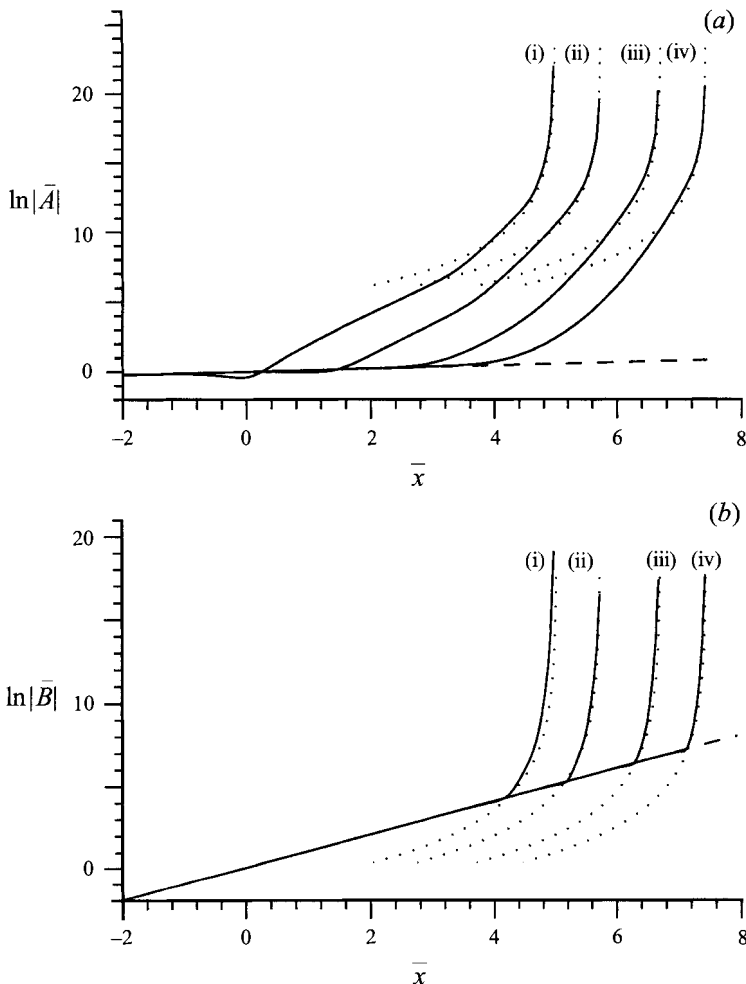 (a)
(i) (ii) (iii) (iv)
20
ln|A̅|
10
0
−2 0 2 4 6 8
x̅
(b)
20
(i) (ii) (iii) (iv)
ln|B̅|
10
0
−2 0 2 4 6 8
x̅